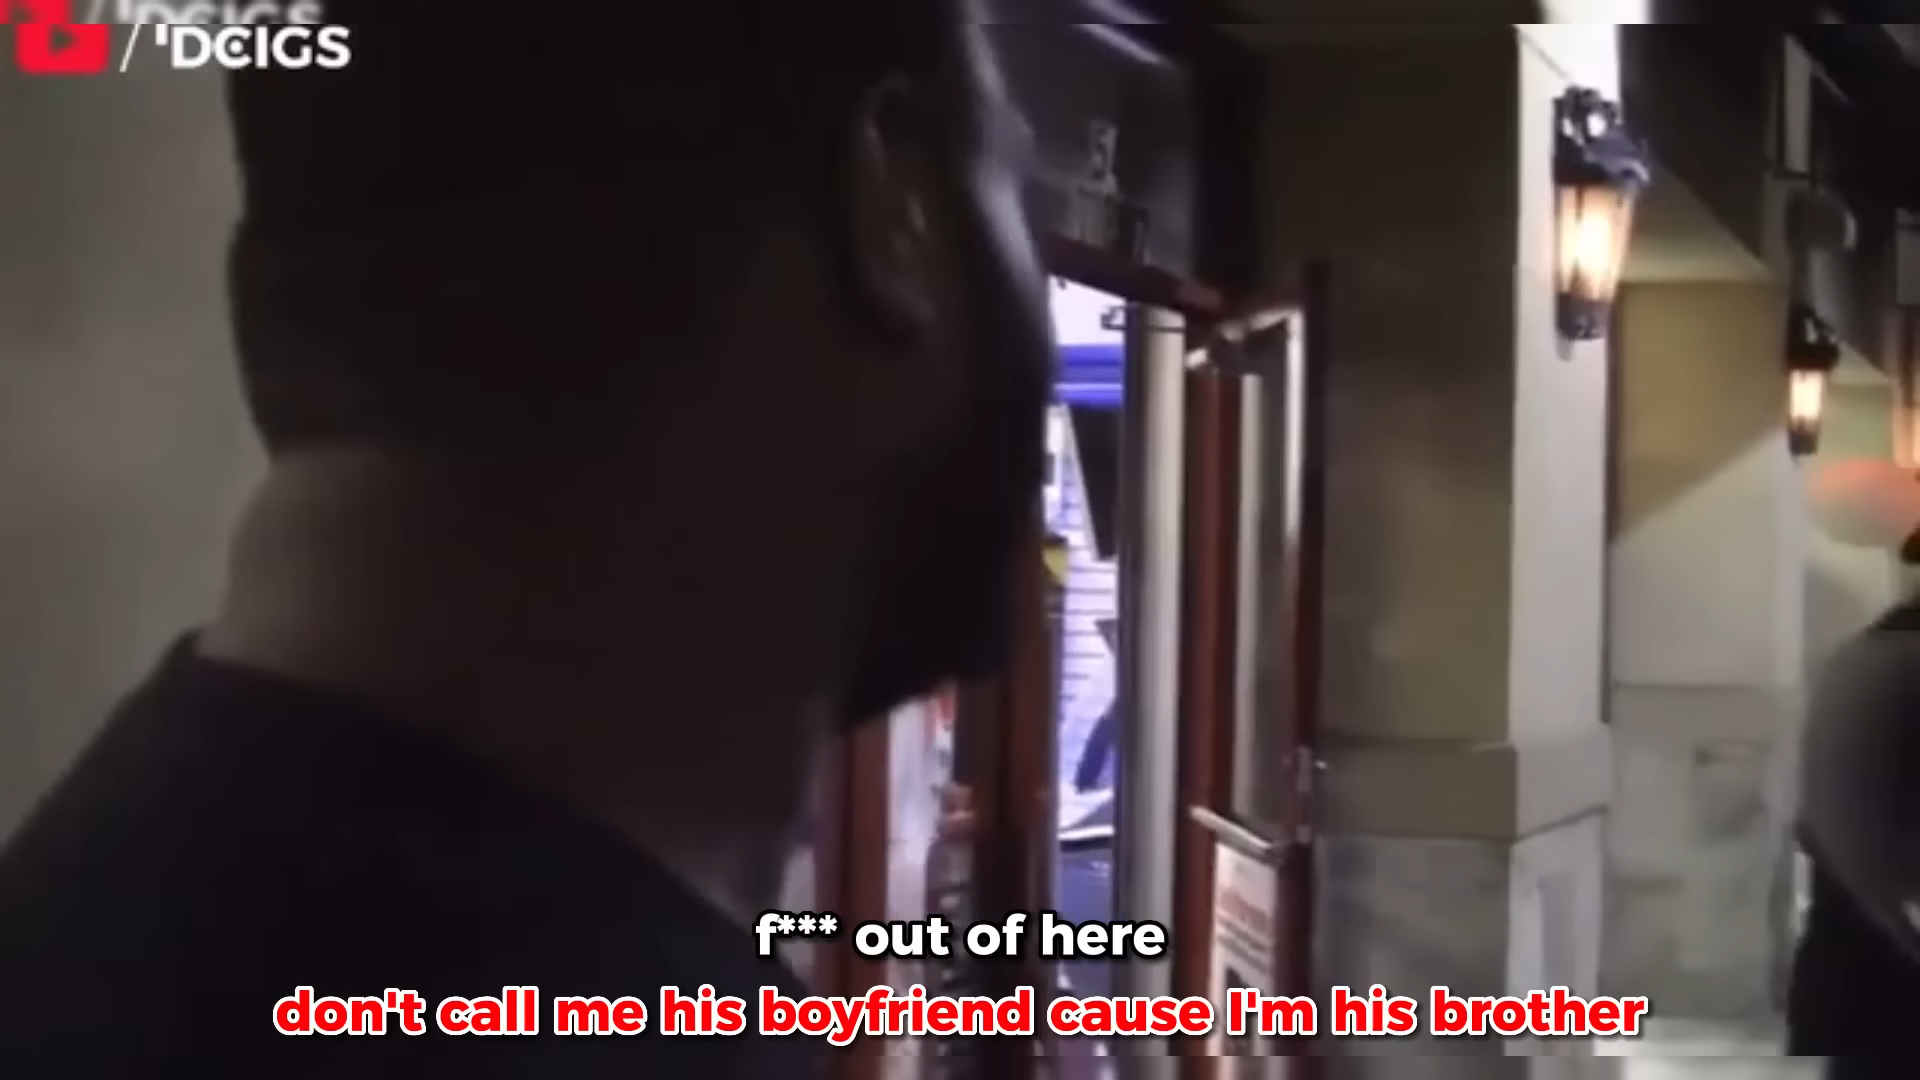 /DCIGS
f*** out of here
don't call me his boyfriend cause I'm his brother